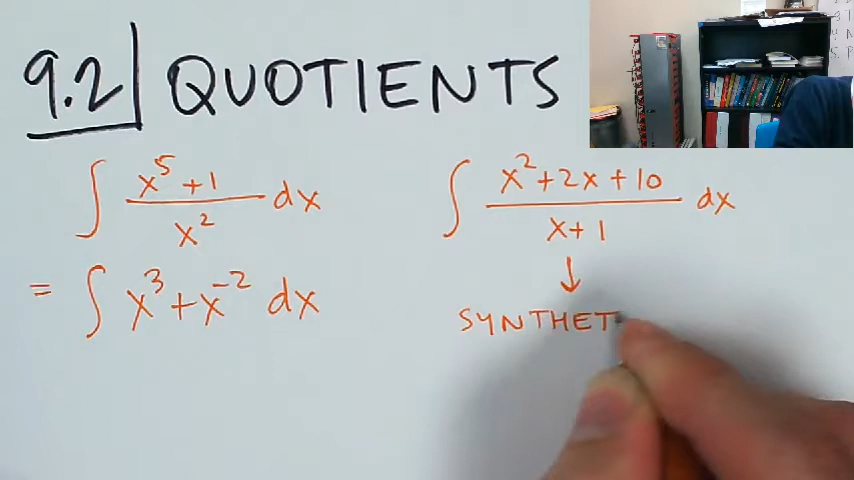 9.2 QUOTIENTS
∫ (x⁵ + 1)/x² dx
= ∫ x³ + x⁻² dx
∫ (x² + 2x + 10)/(x + 1) dx
↓
SYNTHET